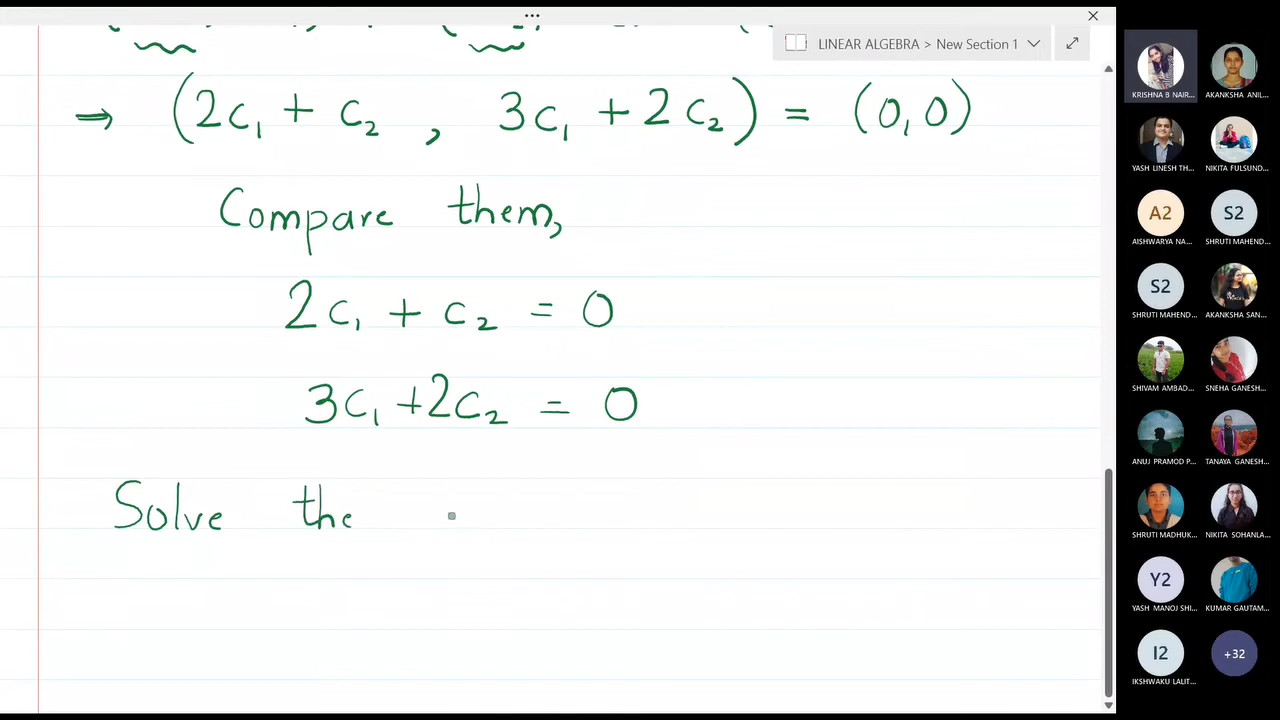 LINEAR ALGEBRA > New Section 1
⇒ (2c₁ + c₂ , 3c₁ + 2c₂) = (0,0)
Compare them,
2c₁ + c₂ = 0
3c₁ + 2c₂ = 0
Solve the
KRISHNA B NAIR...
AKANKSHA ANIL...
YASH LINESH TH...
NIKITA FULSUND...
A2
AISHWARYA NA...
S2
SHRUTI MAHEND...
S2
SHRUTI MAHEND...
AKANKSHA SAN...
SHIVAM AMBAD...
SNEHA GANESH...
ANUJ PRAMOD P...
TANAYA GANESH...
SHRUTI MADHUK...
NIKITA SOHANLA...
Y2
YASH MANOJ SHI...
KUMAR GAUTAM...
I2
IKSHWAKU LALIT...
+32